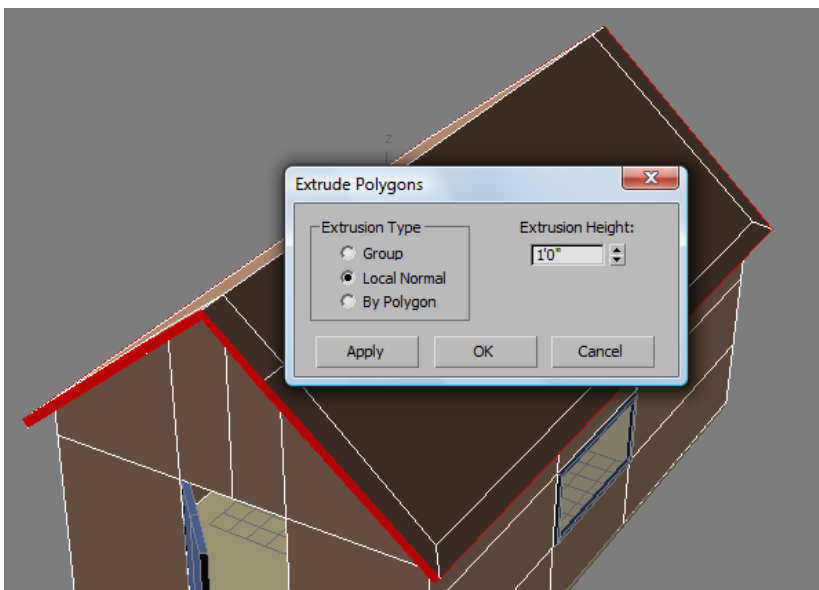 z
Extrude Polygons
Extrusion Type
Group
Local Normal
By Polygon
Extrusion Height:
1'0"
Apply OK Cancel